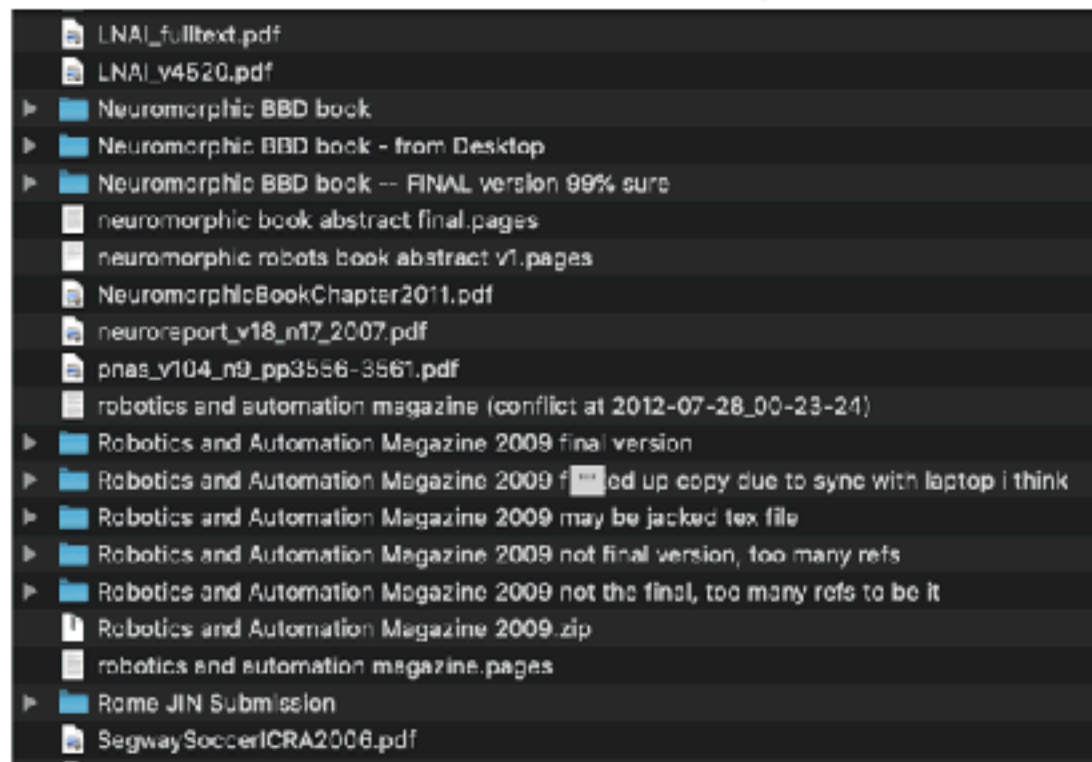 LNAI_fulltext.pdf
LNAI_v4520.pdf
Neuromorphic BBD book
Neuromorphic BBD book - from Desktop
Neuromorphic BBD book -- FINAL version 99% sure
neuromorphic book abstract final.pages
neuromorphic robots book abstract v1.pages
NeuromorphicBookChapter2011.pdf
neuroreport_v18_n17_2007.pdf
pnas_v104_n9_pp3556-3561.pdf
robotics and automation magazine (conflict at 2012-07-28_00-23-24)
Robotics and Automation Magazine 2009 final version
Robotics and Automation Magazine 2009 f***ed up copy due to sync with laptop i think
Robotics and Automation Magazine 2009 may be jacked tex file
Robotics and Automation Magazine 2009 not final version, too many refs
Robotics and Automation Magazine 2009 not the final, too many refs to be it
Robotics and Automation Magazine 2009.zip
robotics and automation magazine.pages
Rome JIN Submission
SegwaySoccerICRA2006.pdf